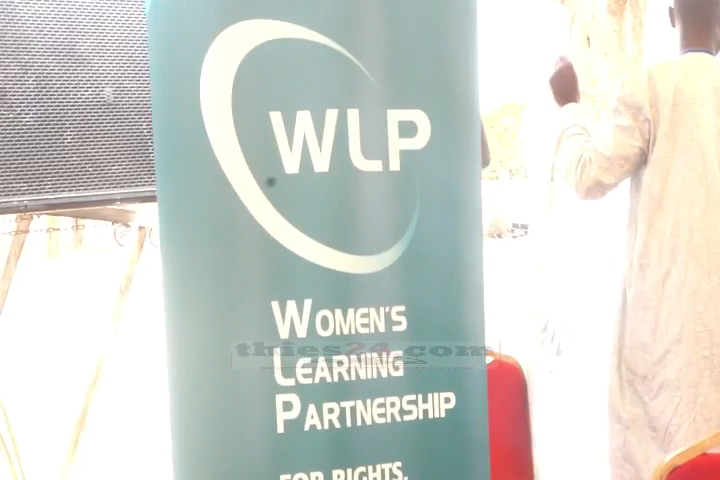 WLP
WOMEN'S
thies24.com
LEARNING
PARTNERSHIP
FOR RIGHTS,